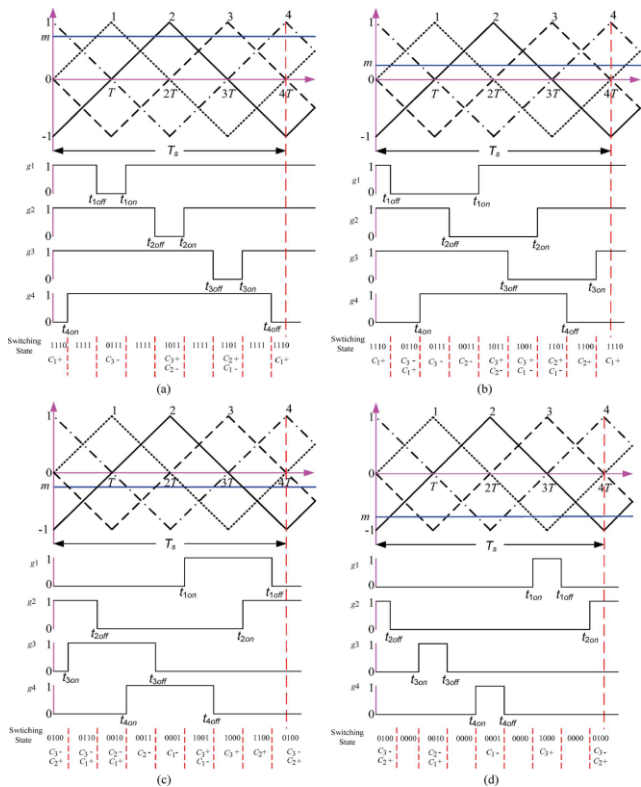 1 1 2 3 4
m
0
T 2T 3T 4T
-1
Ts
g1 1
0
t1off t1on
g2 1
0
t2off t2on
g3 1
0
t3off t3on
g4 1
0
t4on t4off
Switching State
1110 1111 0111 1111 1011 1111 1101 1111 1110
C1+ C3- C3+ C2+ C1+
C2- C1-
(a)
1 1 2 3 4
m
0
T 2T 3T 4T
-1
Ts
g1 1
0
t1off t1on
g2 1
0
t2off t2on
g3 1
0
t3off t3on
g4 1
0
t4on t4off
Switching State
1110 0110 0111 0011 1011 1001 1101 1100 1110
C1+ C3- C3- C2- C3+ C3+ C2+ C2+ C1+
C1+ C2- C1- C1-
(b)
1 1 2 3 4
0
m
T 2T 3T 4T
-1
Ts
g1 1
0
t1on t1off
g2 1
0
t2off t2on
g3 1
0
t3on t3off
g4 1
0
t4on t4off
Switching State
0100 0110 0010 0011 0001 1001 1000 1100 0100
C3- C3- C2- C2- C1- C3+ C3+ C2+ C3-
C2+ C1+ C1+ C1- C2+
(c)
1 1 2 3 4
0
T 2T 3T 4T
m
-1
Ts
g1 1
0
t1on t1off
g2 1
0
t2off t2on
g3 1
0
t3on t3off
g4 1
0
t4on t4off
Switching State
0100 0000 0010 0000 0001 0000 1000 0000 0100
C3- C2- C1- C3+ C3-
C2+ C1+ C2+
(d)